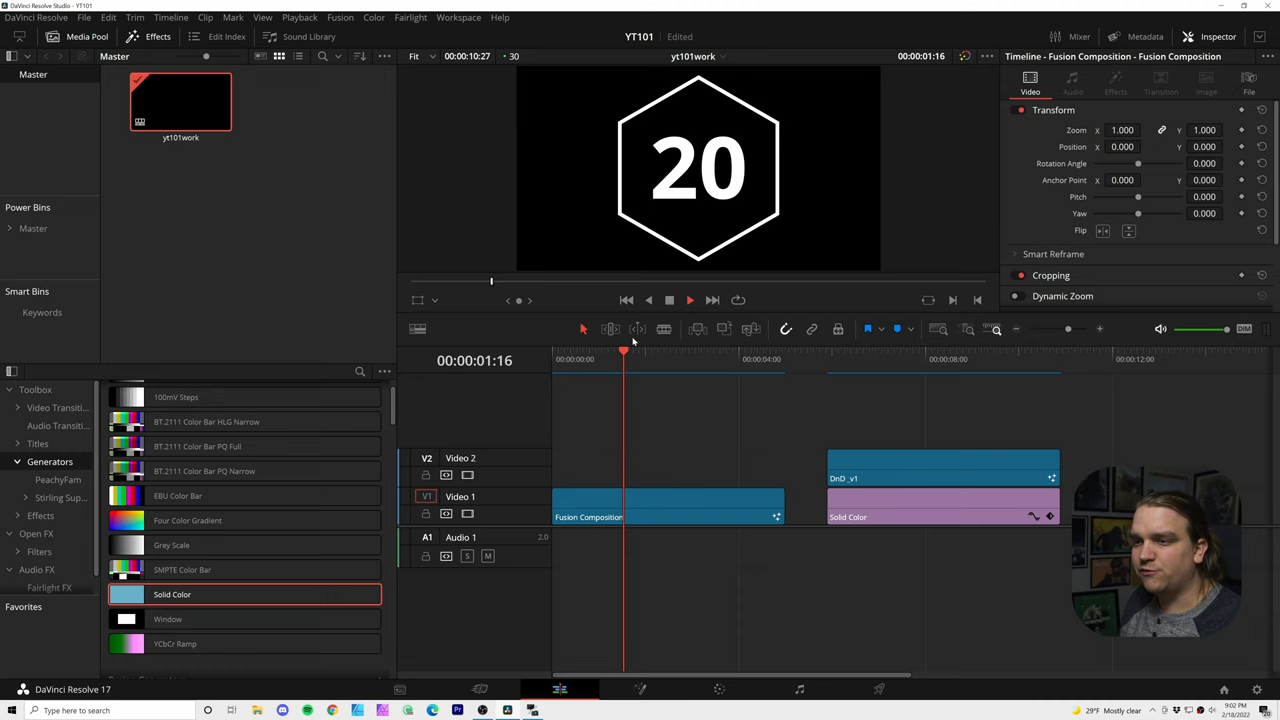 DaVinci Resolve Studio - YT101
DaVinci Resolve File Edit Trim Timeline Clip Mark View Playback Fusion Color Fairlight Workspace Help
Media Pool Effects Edit Index Sound Library YT101 Edited Mixer Metadata Inspector
Master Fit 00:00:10:27 30 yt101work 00:00:01:16 Timeline - Fusion Composition - Fusion Composition
Master
yt101work
Power Bins
Master
Smart Bins
Keywords
20
Video Audio Effects Transition Image File
Transform
Zoom X 1.000 Y 1.000
Position X 0.000 Y 0.000
Rotation Angle 0.000
Anchor Point X 0.000 Y 0.000
Pitch 0.000
Yaw 0.000
Flip
Smart Reframe
Cropping
Dynamic Zoom
DIM
Toolbox
Video Transiti...
Audio Transiti...
Titles
Generators
PeachyFam
Stirling Sup...
Effects
Open FX
Filters
Audio FX
Fairlight FX
Favorites
100mV Steps
BT.2111 Color Bar HLG Narrow
BT.2111 Color Bar PQ Full
BT.2111 Color Bar PQ Narrow
EBU Color Bar
Four Color Gradient
Grey Scale
SMPTE Color Bar
Solid Color
Window
YCbCr Ramp
00:00:01:16
00:00:00:00 00:00:04:00 00:00:08:00 00:00:12:00
V2 Video 2
DnD _v1
V1 Video 1
Fusion Composition Solid Color
A1 Audio 1 2.0
S M
DaVinci Resolve 17
Type here to search
Pr
29°F Mostly clear
9:02 PM
2/18/2022
20